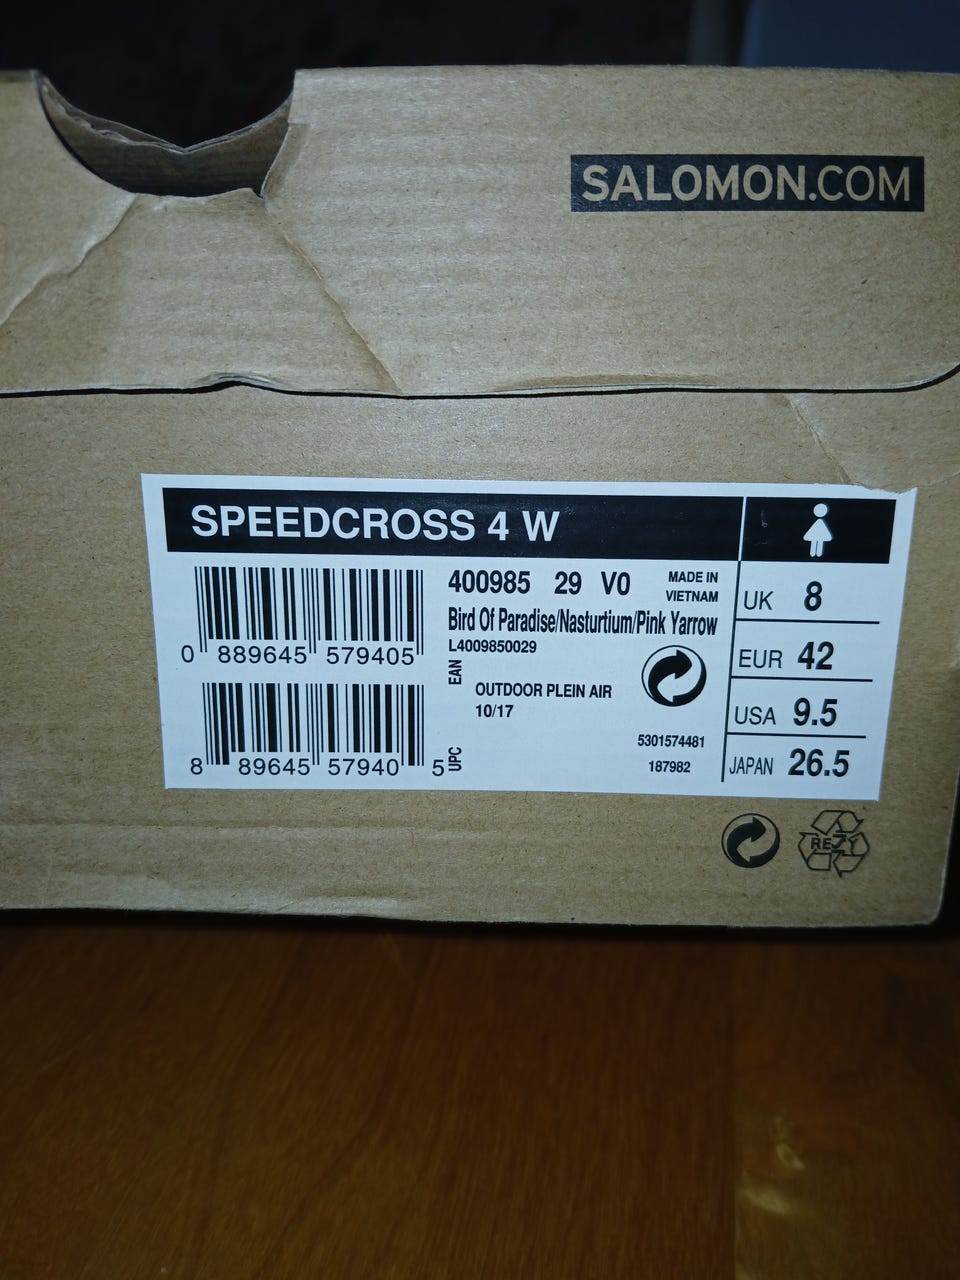 SALOMON.COM
SPEEDCROSS 4 W
400985 29 V0
MADE IN
VIETNAM
Bird Of Paradise/Nasturtium/Pink Yarrow
L4009850029
0 889645 579405
EAN
OUTDOOR PLEIN AIR
10/17
5301574481
187982
8 89645 57940 5
UPC
UK 8
EUR 42
USA 9.5
JAPAN 26.5
RESY